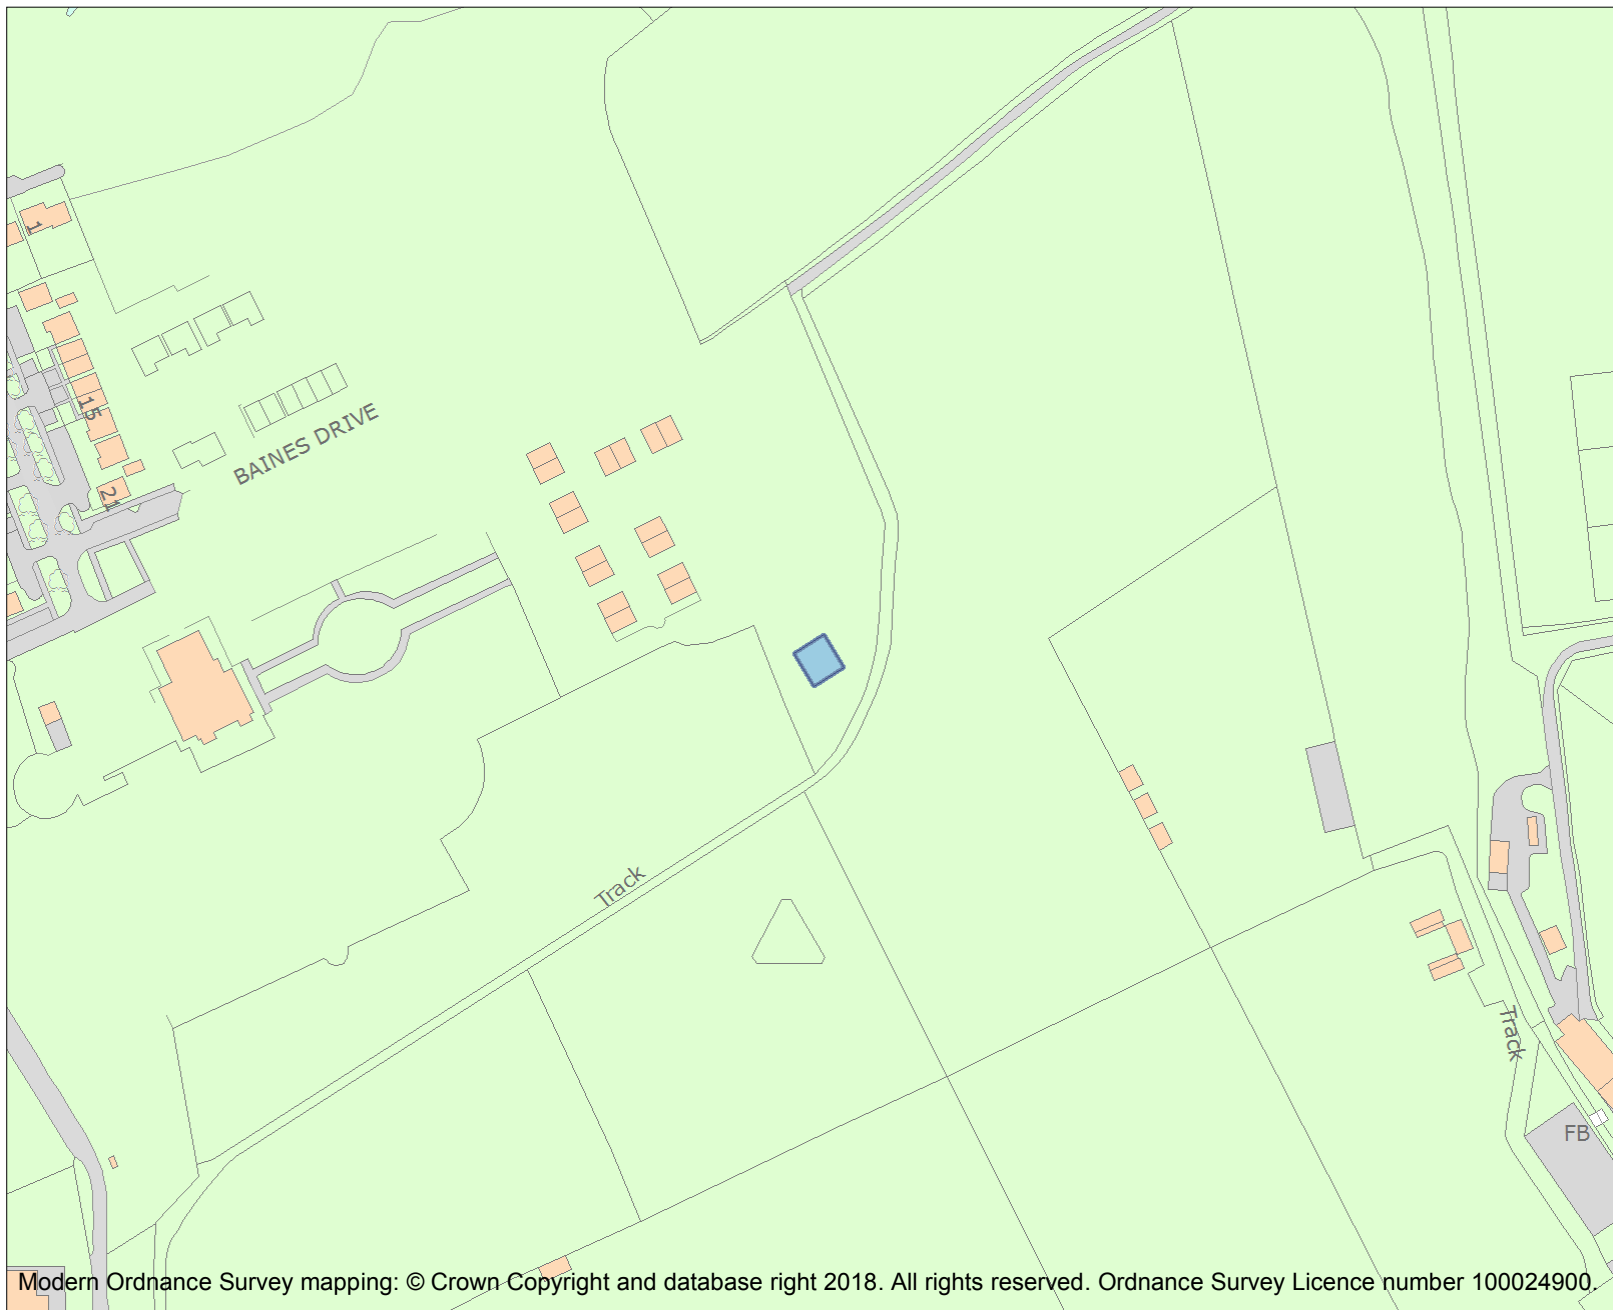 1
15
BAINES DRIVE
21
Track
Track
FB
Modern Ordnance Survey mapping: © Crown Copyright and database right 2018. All rights reserved. Ordnance Survey Licence number 100024900.